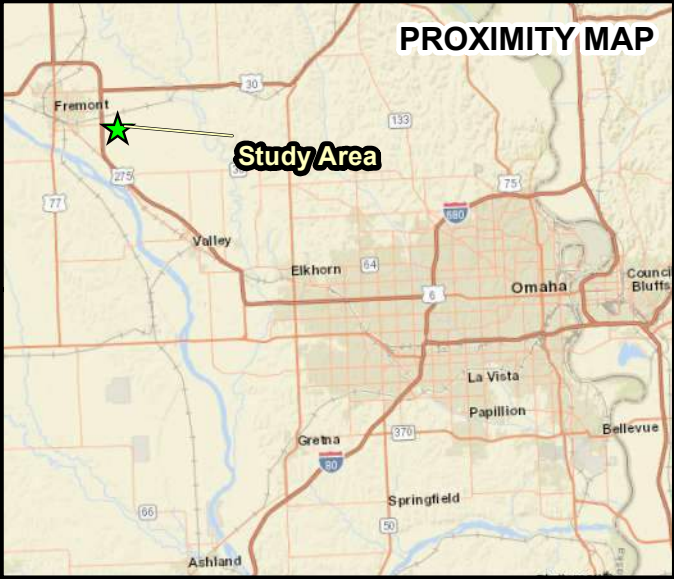 PROXIMITY MAP
30
Fremont
133
Study Area
275
75
77
680
Valley
Elkhorn
64
Omaha
Council
Bluffs
6
La Vista
Papillion
Bellevue
370
Gretna
80
Springfield
66
50
Ashland